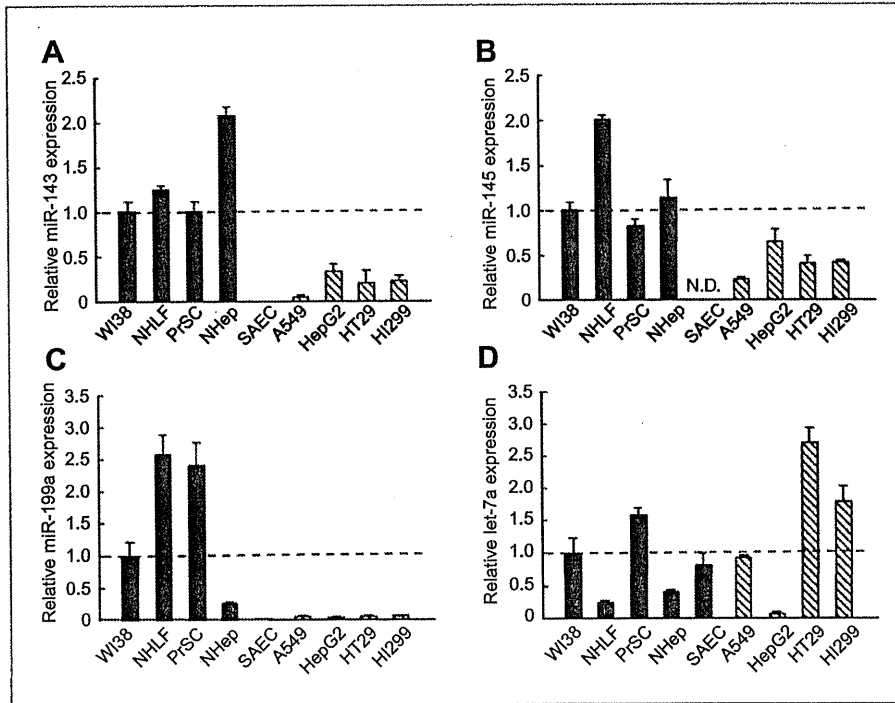 A
Relative miR-143 expression
2.5
2.0
1.5
1.0
0.5
0
WI38
NHLF
PrSC
NHep
SAEC
A549
HepG2
HT29
HI299
B
Relative miR-145 expression
2.5
2.0
1.5
1.0
0.5
0
N.D.
WI38
NHLF
PrSC
NHep
SAEC
A549
HepG2
HT29
HI299
C
Relative miR-199a expression
3.5
3.0
2.5
2.0
1.5
1.0
0.5
0
WI38
NHLF
PrSC
NHep
SAEC
A549
HepG2
HT29
HI299
D
Relative let-7a expression
3.5
3.0
2.5
2.0
1.5
1.0
0.5
0
WI38
NHLF
PrSC
NHep
SAEC
A549
HepG2
HT29
HI299